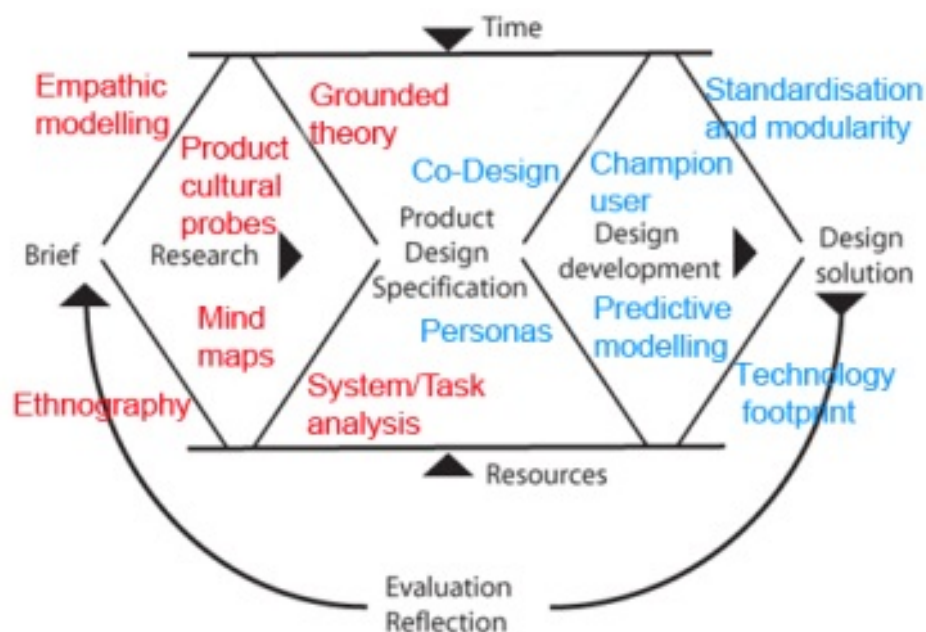 Time
Empathic
modelling
Grounded
theory
Standardisation
and modularity
Product
cultural
probes
Co-Design
Champion
user
Brief
Research
Product
Design
Specification
Design
development
Design
solution
Mind
maps
Personas
Predictive
modelling
Ethnography
System/Task
analysis
Technology
footprint
Resources
Evaluation
Reflection